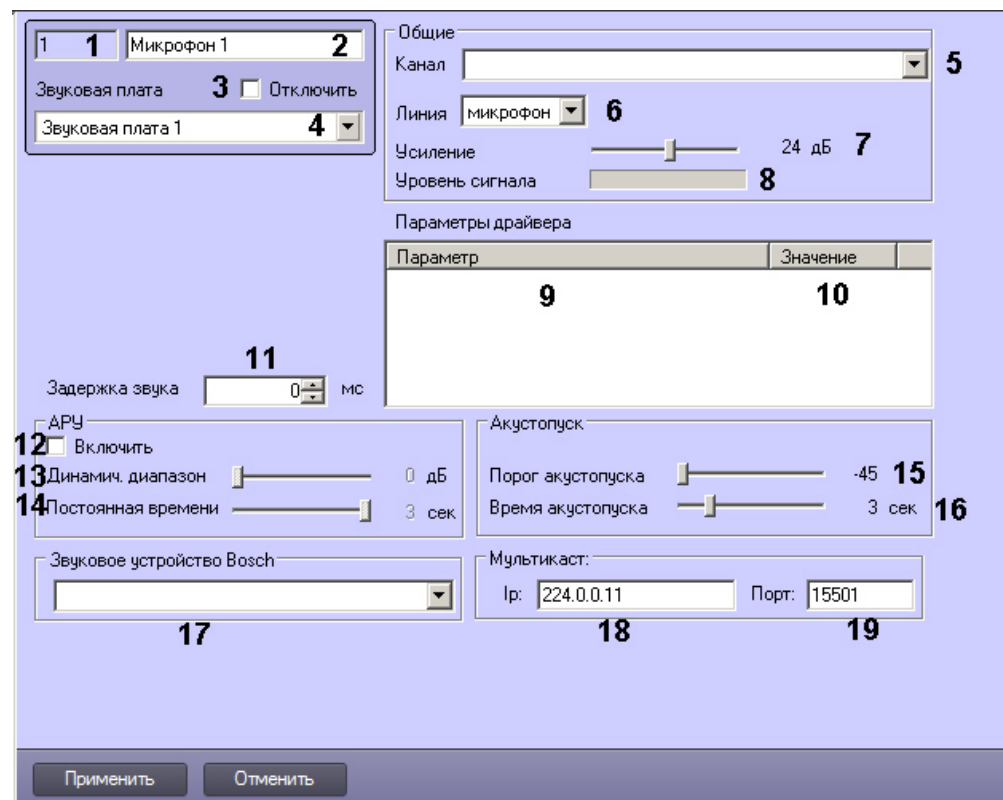 1 1 Микрофон 1 2
Звуковая плата 3 Отключить
Звуковая плата 1 4
Общие
Канал 5
Линия микрофон 6
Усиление 24 дБ 7
Уровень сигнала 8
Параметры драйвера
Параметр Значение
9 10
11
Задержка звука 0 мс
АРУ
12 Включить
13 Динамич. диапазон 0 дБ
14 Постоянная времени 3 сек
Акустопуск
Порог акустопуска -45 15
Время акустопуска 3 сек 16
Звуковое устройство Bosch
17
Мультикаст:
Ip: 224.0.0.11 Порт: 15501
18 19
Применить Отменить